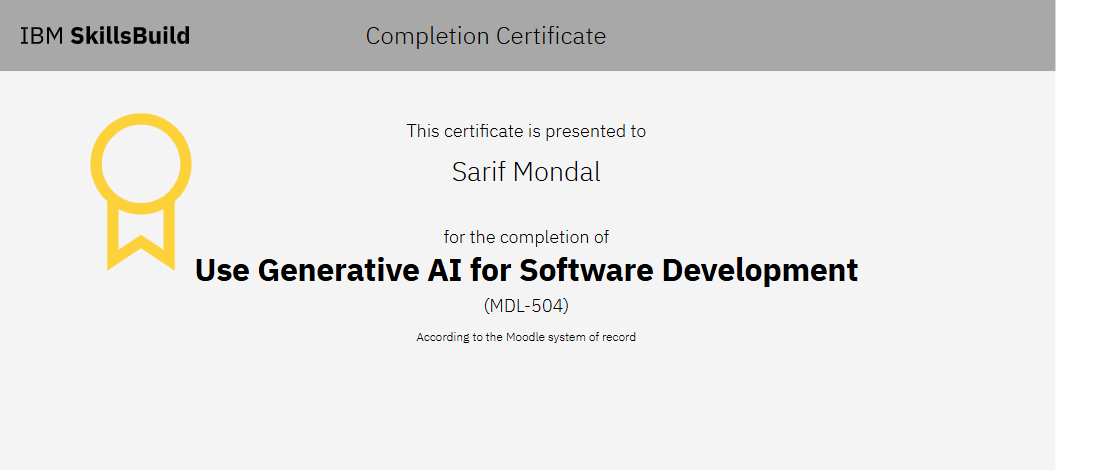 IBM SkillsBuild
Completion Certificate
This certificate is presented to
Sarif Mondal
for the completion of
Use Generative AI for Software Development
(MDL-504)
According to the Moodle system of record